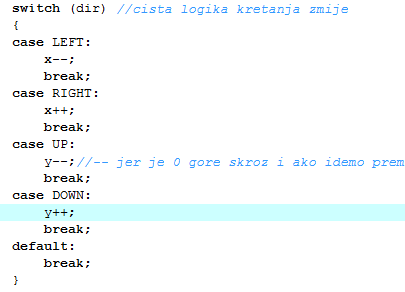 switch (dir) //cista logika kretanja zmije
{
case LEFT:
x--;
break;
case RIGHT:
x++;
break;
case UP:
y--;//-- jer je 0 gore skroz i ako idemo prem
break;
case DOWN:
y++;
break;
default:
break;
}